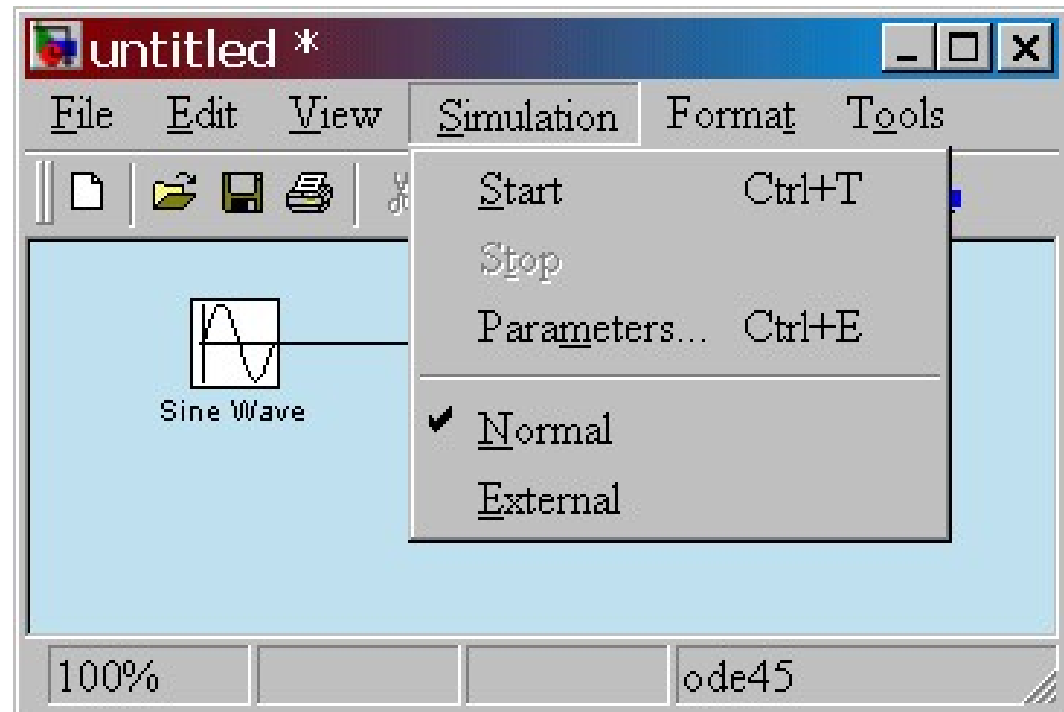 untitled *
File Edit View Simulation Format Tools
Start Ctrl+T
Stop
Parameters... Ctrl+E
Normal
External
Sine Wave
100% ode45